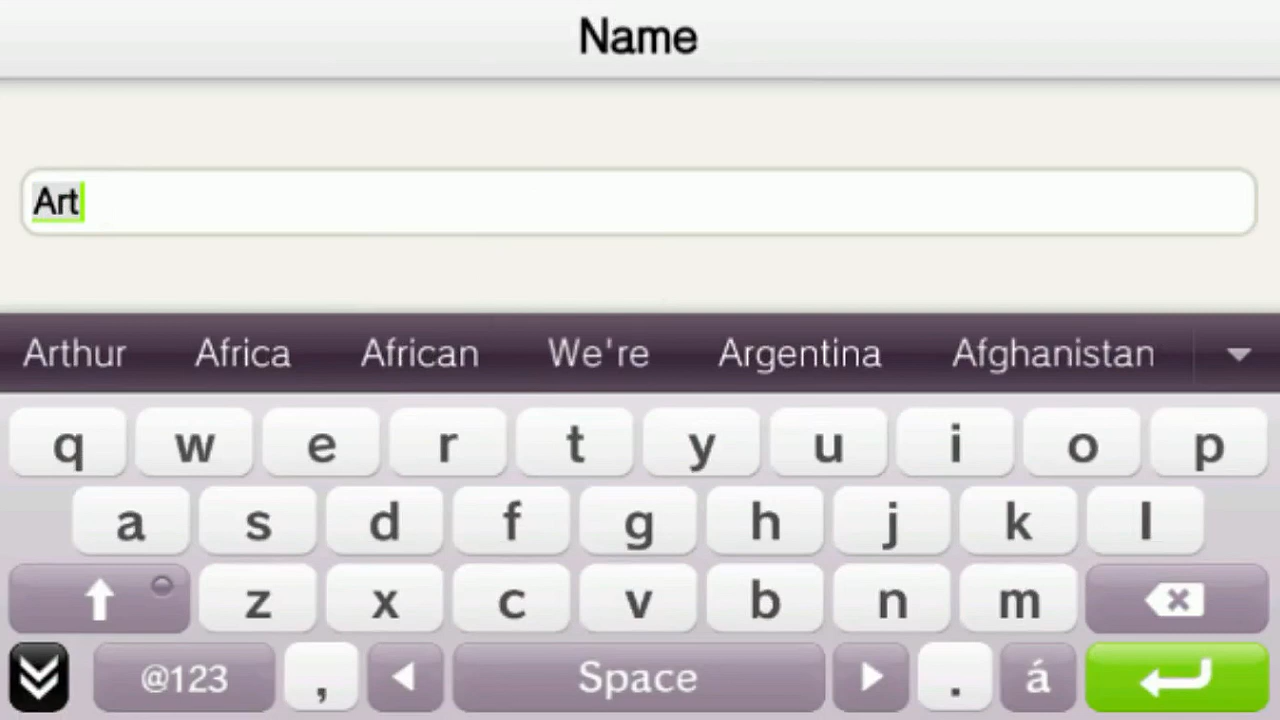 Name
Art
Arthur Africa African We're Argentina Afghanistan
q w e r t y u i o p
a s d f g h j k l
z x c v b n m
@123 , Space . á